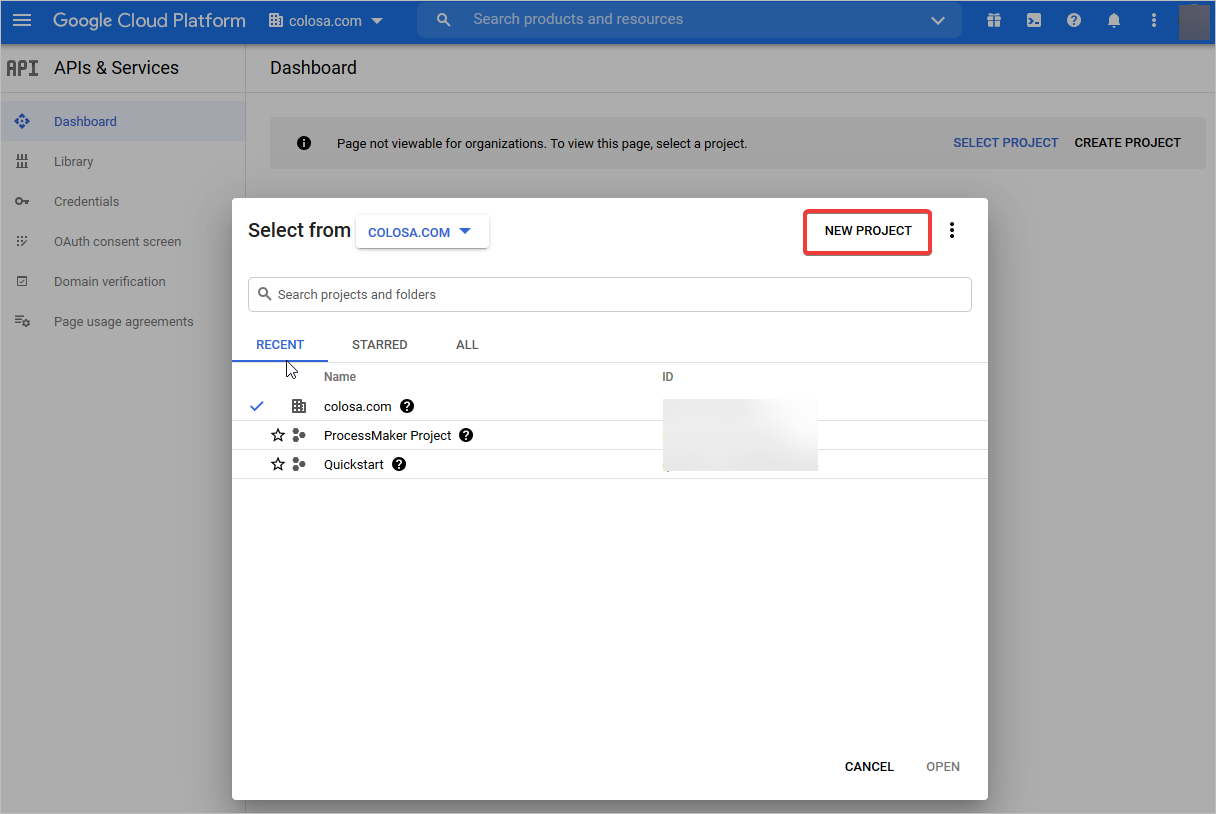 Google Cloud Platform
colosa.com
Search products and resources
API APIs & Services
Dashboard
Dashboard
Library
Credentials
OAuth consent screen
Domain verification
Page usage agreements
Page not viewable for organizations. To view this page, select a project.
SELECT PROJECT
CREATE PROJECT
Select from
COLOSA.COM
NEW PROJECT
Search projects and folders
RECENT
STARRED
ALL
Name
ID
colosa.com
ProcessMaker Project
Quickstart
CANCEL
OPEN